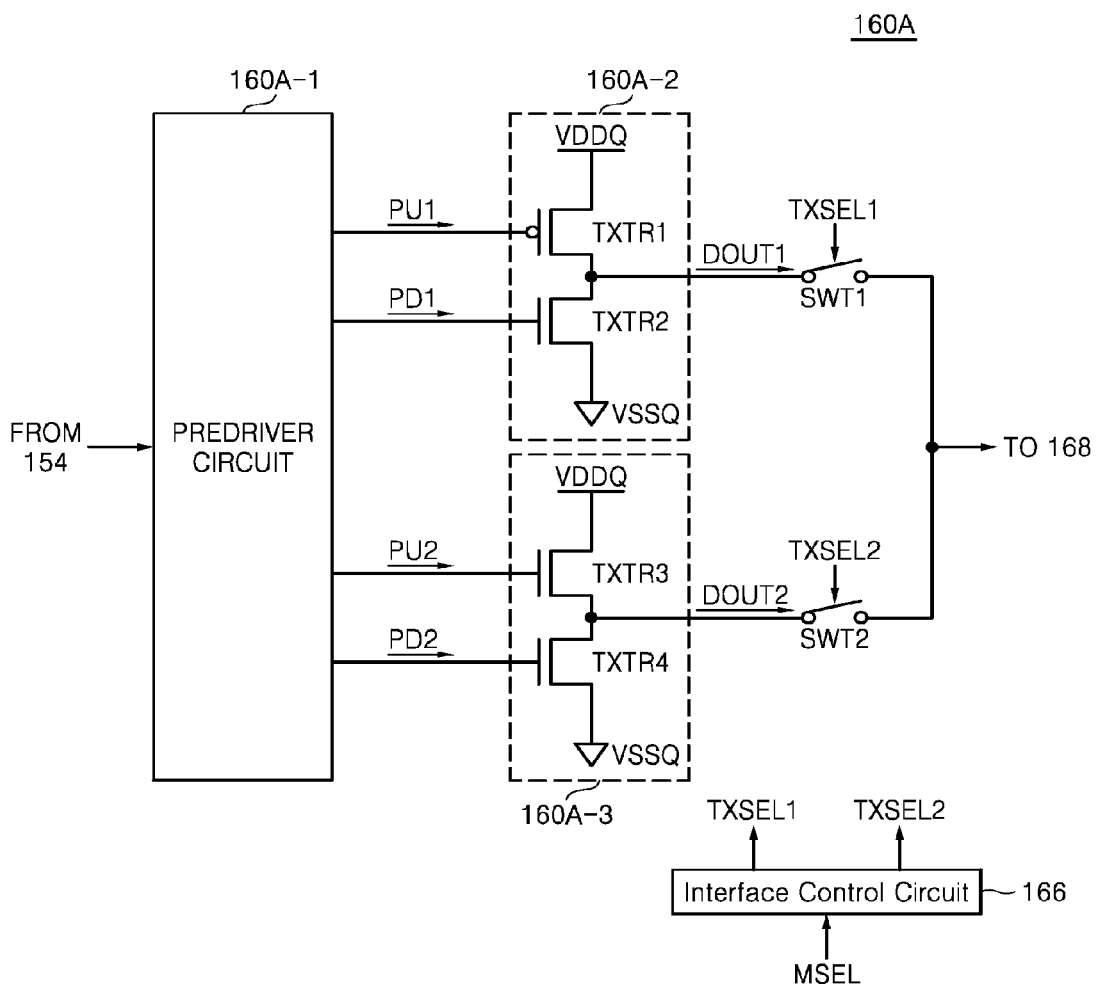 160A
160A-1
160A-2
VDDQ
PU1
TXTR1
TXSEL1
DOUT1
SWT1
PD1
TXTR2
VSSQ
FROM
154
PREDRIVER
CIRCUIT
TO 168
VDDQ
PU2
TXTR3
TXSEL2
DOUT2
SWT2
PD2
TXTR4
VSSQ
160A-3
TXSEL1
TXSEL2
Interface Control Circuit
166
MSEL